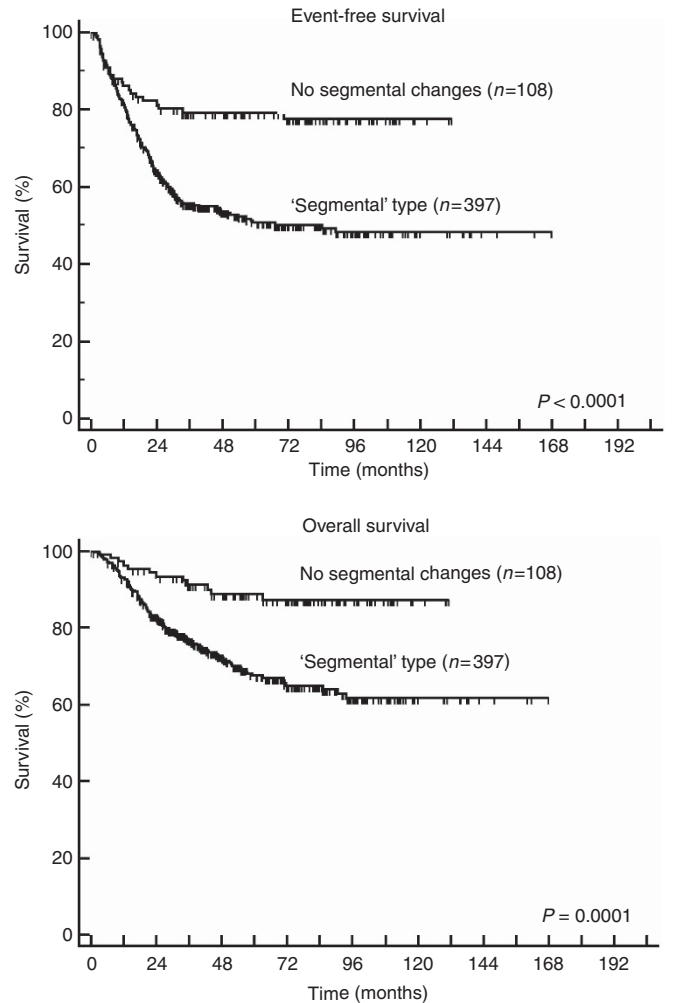 Event-free survival
100
80
60
40
20
0
Survival (%)
No segmental changes (n=108)
‘Segmental’ type (n=397)
P < 0.0001
0 24 48 72 96 120 144 168 192
Time (months)
Overall survival
100
80
60
40
20
0
Survival (%)
No segmental changes (n=108)
‘Segmental’ type (n=397)
P = 0.0001
0 24 48 72 96 120 144 168 192
Time (months)